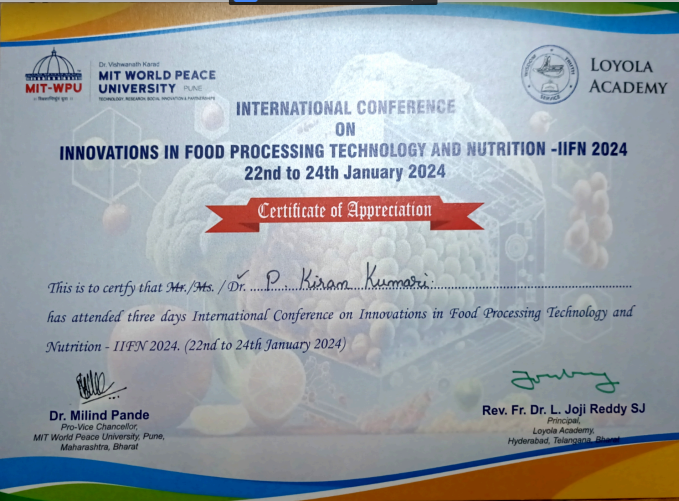 Dr. Vishwanath Karad
MIT WORLD PEACE
UNIVERSITY PUNE
TECHNOLOGY, RESEARCH, SOCIAL INNOVATION & PARTNERSHIPS
MIT-WPU
LOYOLA
ACADEMY
INTERNATIONAL CONFERENCE
ON
INNOVATIONS IN FOOD PROCESSING TECHNOLOGY AND NUTRITION -IIFN 2024
22nd to 24th January 2024
Certificate of Appreciation
This is to certfy that Mr./Ms. / Dr. P. Kiran Kumari
has attended three days International Conference on Innovations in Food Processing Technology and
Nutrition - IIFN 2024. (22nd to 24th January 2024)
Dr. Milind Pande
Pro-Vice Chancellor,
MIT World Peace University, Pune,
Maharashtra, Bharat
Rev. Fr. Dr. L. Joji Reddy SJ
Principal,
Loyola Academy,
Hyderabad, Telangana, Bharat